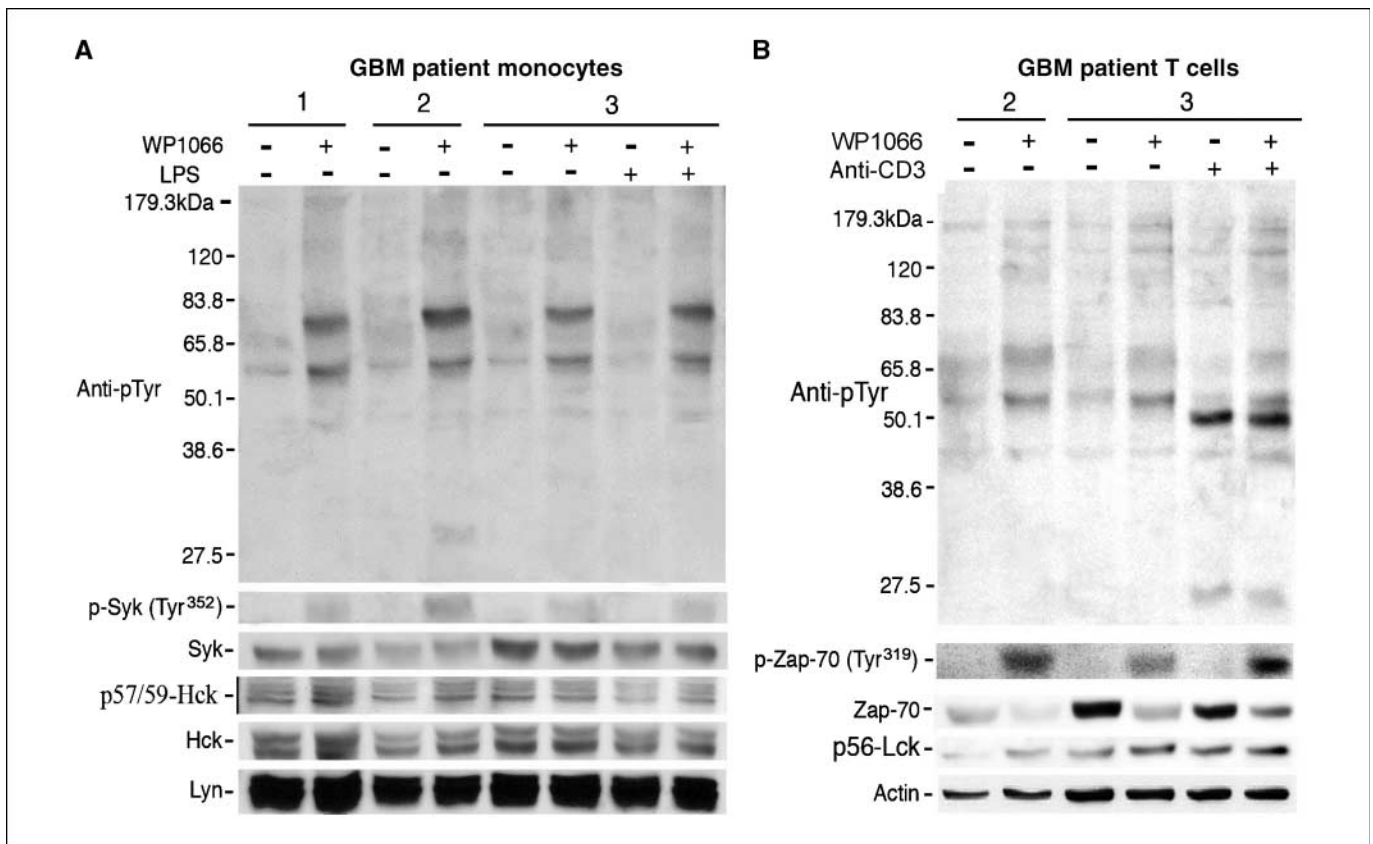 A
GBM patient monocytes
1 2 3
WP1066 - + - + - + - +
LPS - - - - - - + +
179.3kDa -
120 -
83.8 -
65.8 -
Anti-pTyr
50.1 -
38.6 -
27.5 -
p-Syk (Tyr352) -
Syk-
p57/59-Hck -
Hck -
Lyn-
B
GBM patient T cells
2 3
WP1066 - + - + - +
Anti-CD3 - - - - + +
179.3kDa -
120 -
83.8 -
65.8 -
Anti-pTyr
50.1 -
38.6 -
27.5 -
p-Zap-70 (Tyr319) -
Zap-70 -
p56-Lck -
Actin -